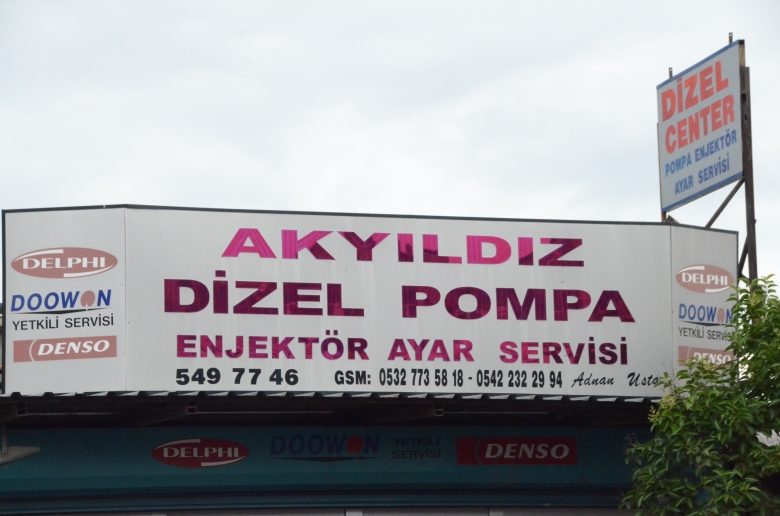 DİZEL
CENTER
POMPA ENJEKTÖR
AYAR SERVİSİ
AKYILDIZ
DİZEL POMPA
ENJEKTÖR AYAR SERVİSİ
549 77 46 GSM: 0532 773 58 18 - 0542 232 29 94 Adnan Usta
DELPHI
DOOWON
YETKİLİ SERVİSİ
DENSO
DELPHI
DOOWON
YETKİLİ SERVİSİ
DENSO
DELPHI DOOWON YETKİLİ SERVİSİ DENSO